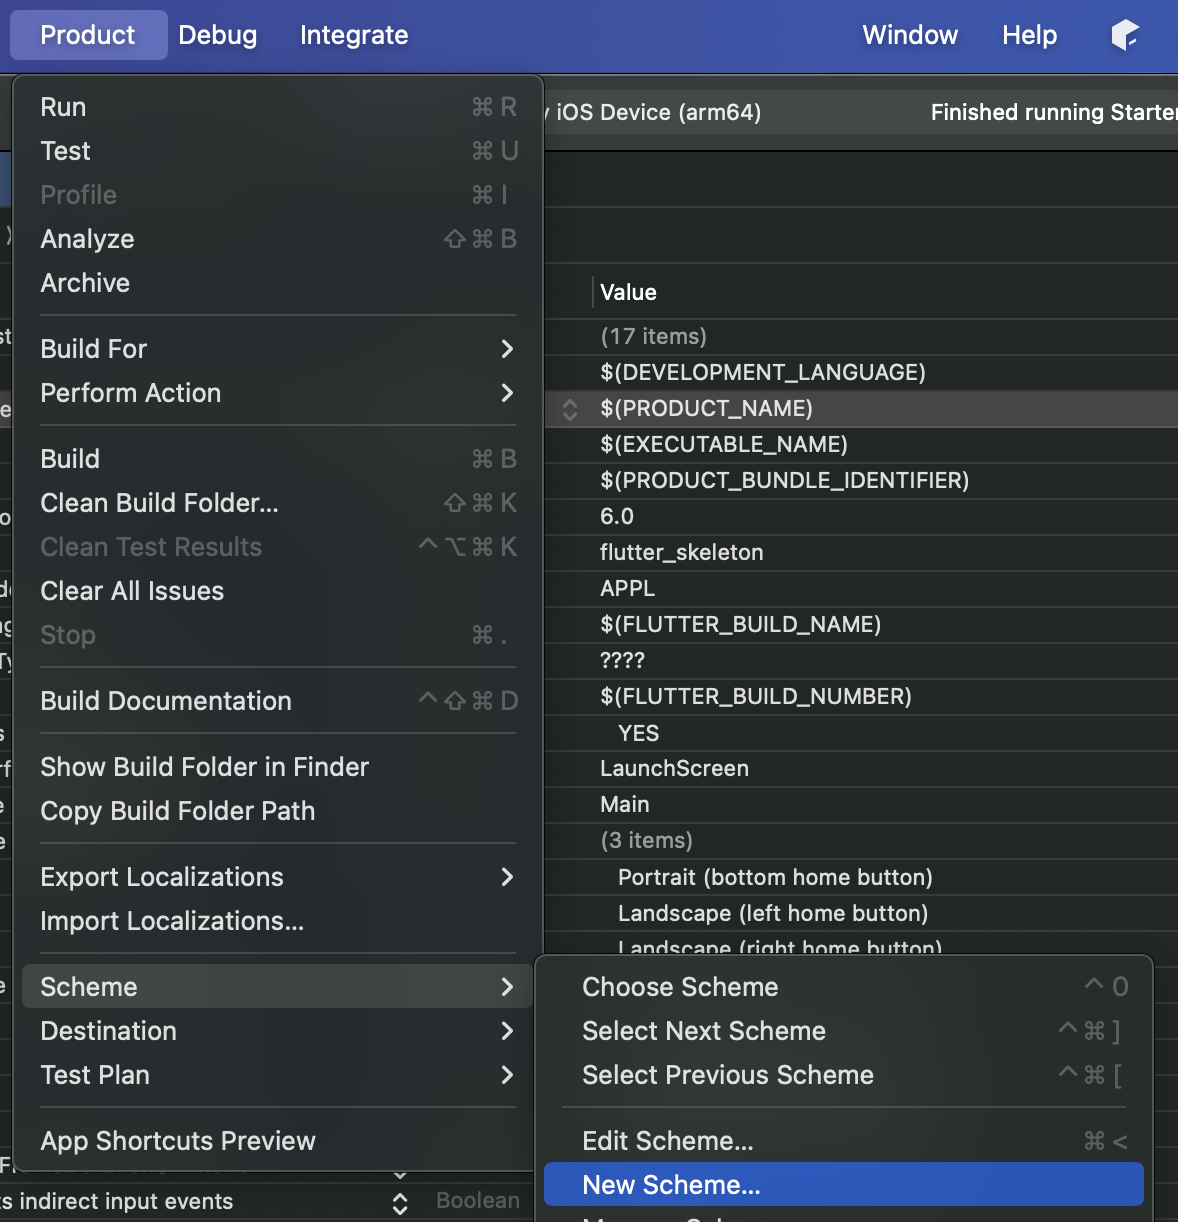 Product Debug Integrate Window Help
iOS Device (arm64) Finished running
Run ⌘ R
Test ⌘ U
Profile ⌘ I
Analyze ⇧ ⌘ B
Archive
Build For
Perform Action
Build ⌘ B
Clean Build Folder... ⇧ ⌘ K
Clean Test Results ^ ⌥ ⌘ K
Clear All Issues
Stop ⌘ .
Build Documentation ^ ⇧ ⌘ D
Show Build Folder in Finder
Copy Build Folder Path
Export Localizations
Import Localizations...
Scheme
Destination
Test Plan
App Shortcuts Preview
Value
(17 items)
$(DEVELOPMENT_LANGUAGE)
$(PRODUCT_NAME)
$(EXECUTABLE_NAME)
$(PRODUCT_BUNDLE_IDENTIFIER)
6.0
flutter_skeleton
APPL
$(FLUTTER_BUILD_NAME)
????
$(FLUTTER_BUILD_NUMBER)
YES
LaunchScreen
Main
(3 items)
Portrait (bottom home button)
Landscape (left home button)
Landscape (right home button)
Choose Scheme ^ 0
Select Next Scheme ^ ⌘ ]
Select Previous Scheme ^ ⌘ [
Edit Scheme... ⌘ <
New Scheme...
indirect input events Boolean